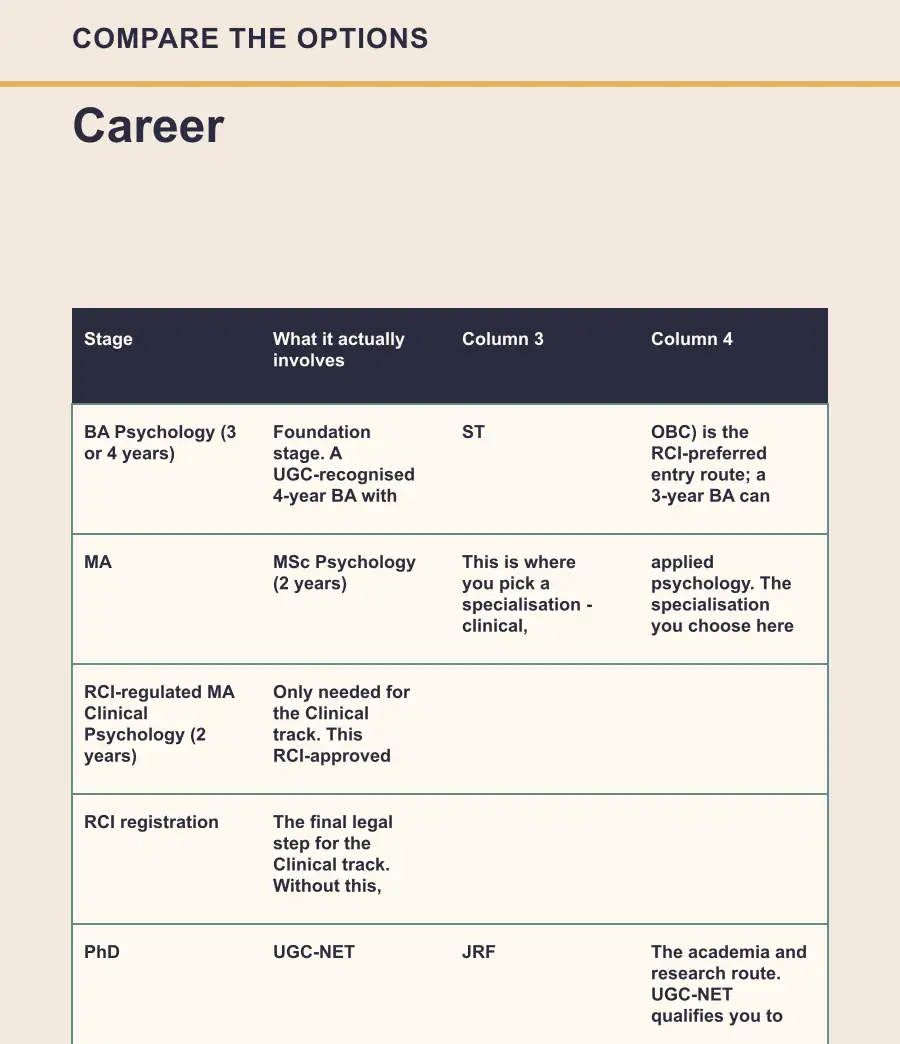 COMPARE THE OPTIONS
Career
Stage
What it actually
involves
Column 3
Column 4
BA Psychology (3
or 4 years)
Foundation
stage. A
UGC-recognised
4-year BA with
ST
OBC) is the
RCI-preferred
entry route; a
3-year BA can
MA
MSc Psychology
(2 years)
This is where
you pick a
specialisation -
clinical,
applied
psychology. The
specialisation
you choose here
RCI-regulated MA
Clinical
Psychology (2
years)
Only needed for
the Clinical
track. This
RCI-approved
RCI registration
The final legal
step for the
Clinical track.
Without this,
PhD
UGC-NET
JRF
The academia and
research route.
UGC-NET
qualifies you to